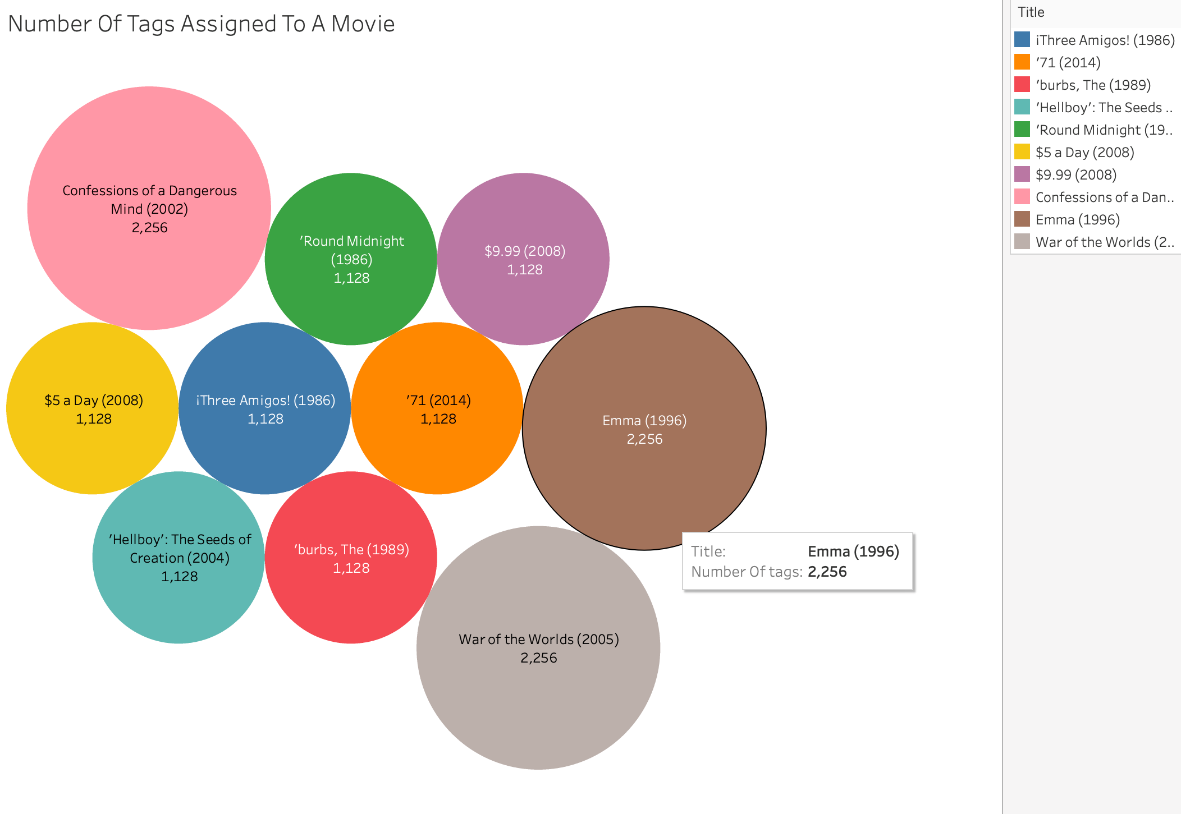 Number Of Tags Assigned To A Movie
Confessions of a Dangerous
Mind (2002)
2,256
’Round Midnight
(1986)
1,128
$9.99 (2008)
1,128
$5 a Day (2008)
1,128
¡Three Amigos! (1986)
1,128
’71 (2014)
1,128
Emma (1996)
2,256
’Hellboy’: The Seeds of
Creation (2004)
1,128
’burbs, The (1989)
1,128
Title: Emma (1996)
Number Of tags: 2,256
War of the Worlds (2005)
2,256
Title
¡Three Amigos! (1986)
’71 (2014)
’burbs, The (1989)
’Hellboy’: The Seeds ..
’Round Midnight (19..
$5 a Day (2008)
$9.99 (2008)
Confessions of a Dan..
Emma (1996)
War of the Worlds (2..